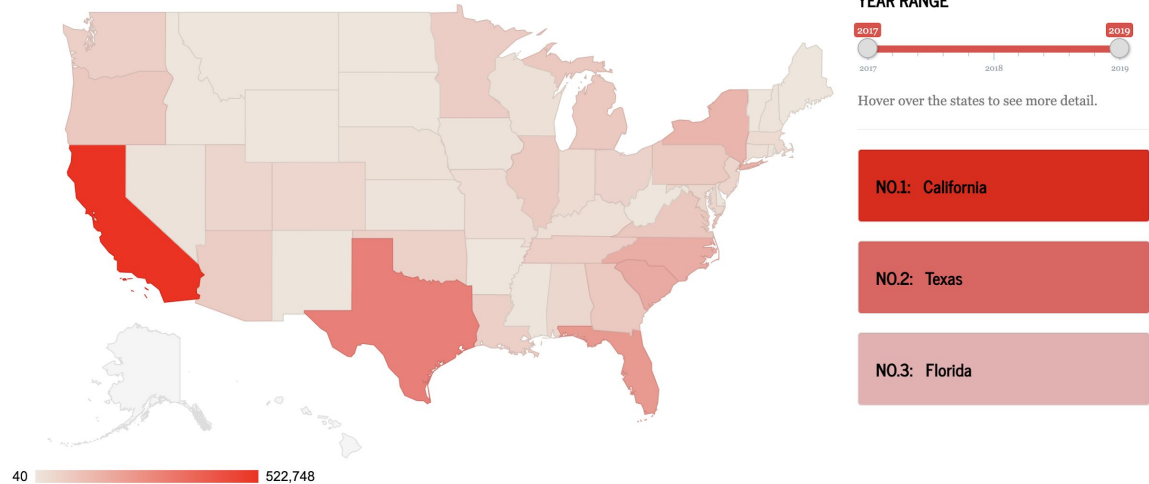 YEAR RANGE
2017 2019
2017 2018 2019
Hover over the states to see more detail.
NO.1: California
NO.2: Texas
NO.3: Florida
40 522,748